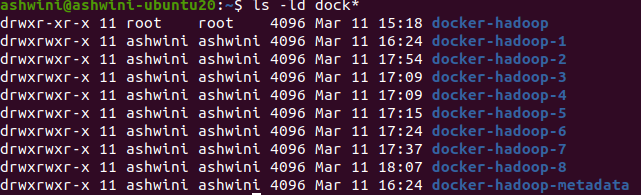 ashwini@ashwini-ubuntu20:~$ ls -ld dock*
drwxr-xr-x 11 root    root    4096 Mar 11 15:18 docker-hadoop
drwxrwxr-x 11 ashwini ashwini 4096 Mar 11 16:24 docker-hadoop-1
drwxrwxr-x 11 ashwini ashwini 4096 Mar 11 17:54 docker-hadoop-2
drwxrwxr-x 11 ashwini ashwini 4096 Mar 11 17:09 docker-hadoop-3
drwxrwxr-x 11 ashwini ashwini 4096 Mar 11 17:09 docker-hadoop-4
drwxrwxr-x 11 ashwini ashwini 4096 Mar 11 17:15 docker-hadoop-5
drwxrwxr-x 11 ashwini ashwini 4096 Mar 11 17:24 docker-hadoop-6
drwxrwxr-x 11 ashwini ashwini 4096 Mar 11 17:37 docker-hadoop-7
drwxrwxr-x 11 ashwini ashwini 4096 Mar 11 18:07 docker-hadoop-8
drwxrwxr-x 11 ashwini ashwini 4096 Mar 11 16:24 docker-hadoop-metadata